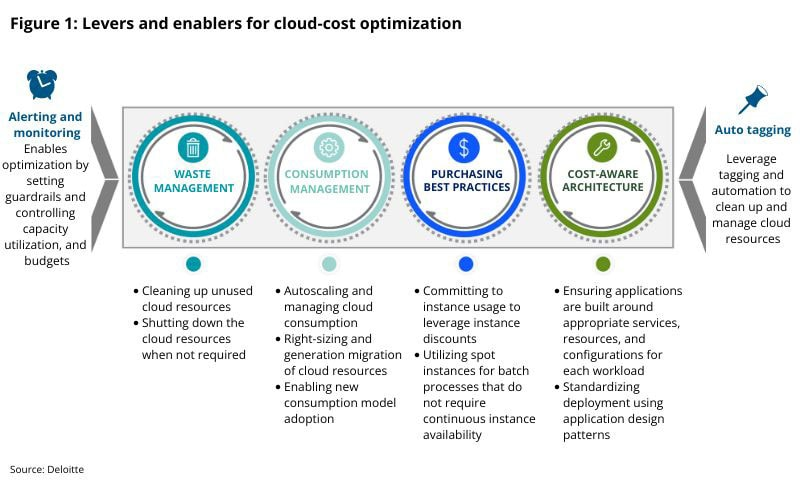 Figure 1: Levers and enablers for cloud-cost optimization
Alerting and
monitoring
Enables
optimization by
setting
guardrails and
controlling
capacity
utilization, and
budgets
WASTE
MANAGEMENT
CONSUMPTION
MANAGEMENT
$
PURCHASING
BEST PRACTICES
COST-AWARE
ARCHITECTURE
Auto tagging
Leverage
tagging and
automation to
clean up and
manage cloud
resources
• Cleaning up unused
cloud resources
• Shutting down the
cloud resources
when not required
• Autoscaling and
managing cloud
consumption
• Right-sizing and
generation migration
of cloud resources
• Enabling new
consumption model
adoption
• Committing to
instance usage to
leverage instance
discounts
• Utilizing spot
instances for batch
processes that do
not require
continuous instance
availability
• Ensuring applications
are built around
appropriate services,
resources, and
configurations for
each workload
• Standardizing
deployment using
application design
patterns
Source: Deloitte